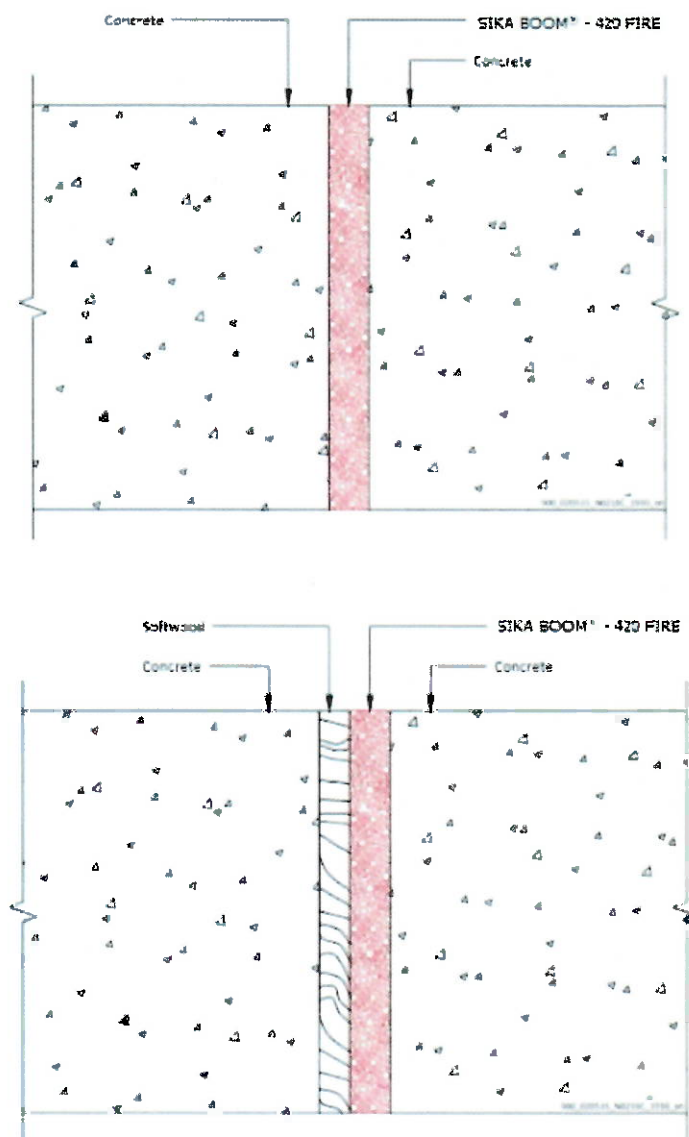 Concrete
SIKA BOOM® - 420 FIRE
Concrete
Softwood
SIKA BOOM® - 420 FIRE
Concrete
Concrete